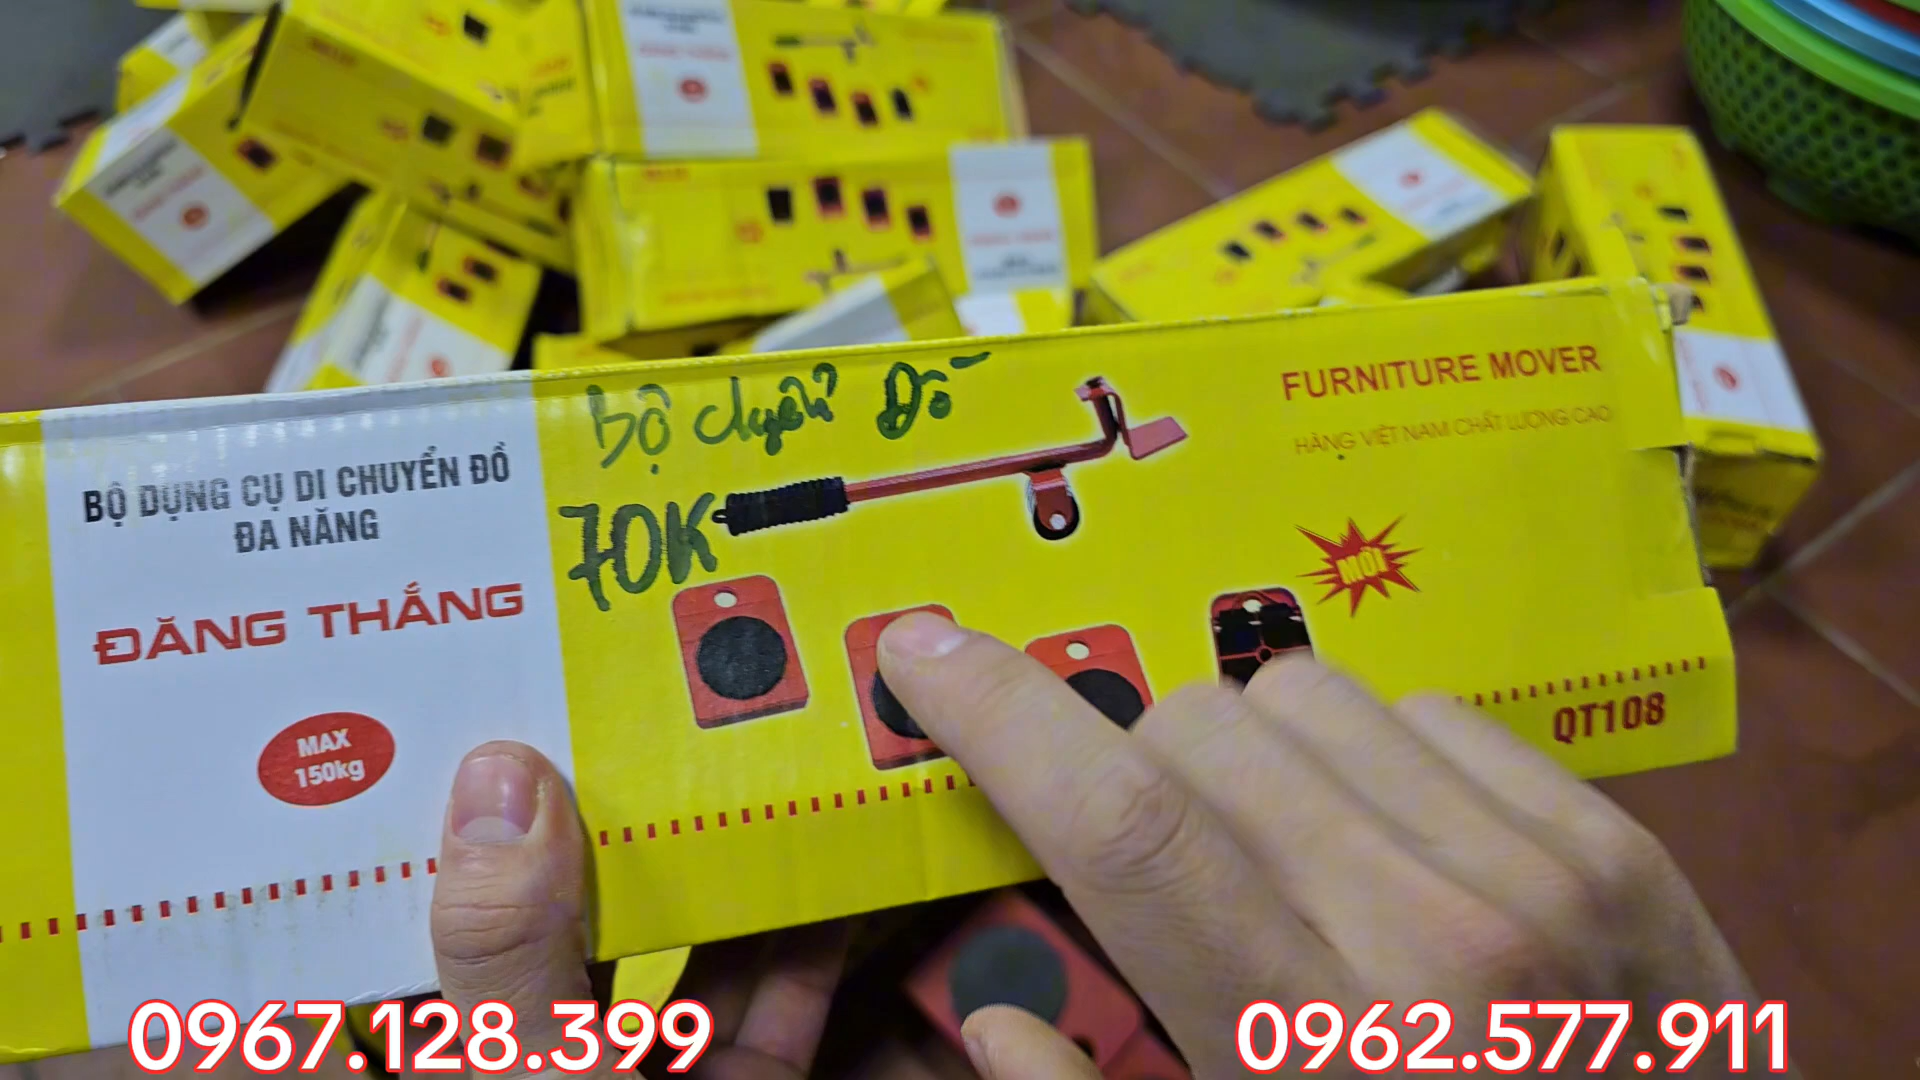 BỘ DỤNG CỤ DI CHUYỂN ĐỒ
ĐA NĂNG
ĐĂNG THẮNG
MAX
150kg
Bộ chuyển Đồ
70K
FURNITURE MOVER
HÀNG VIỆT NAM CHẤT LƯỢNG CAO
MỚI
QT108
0967.128.399
0962.577.911